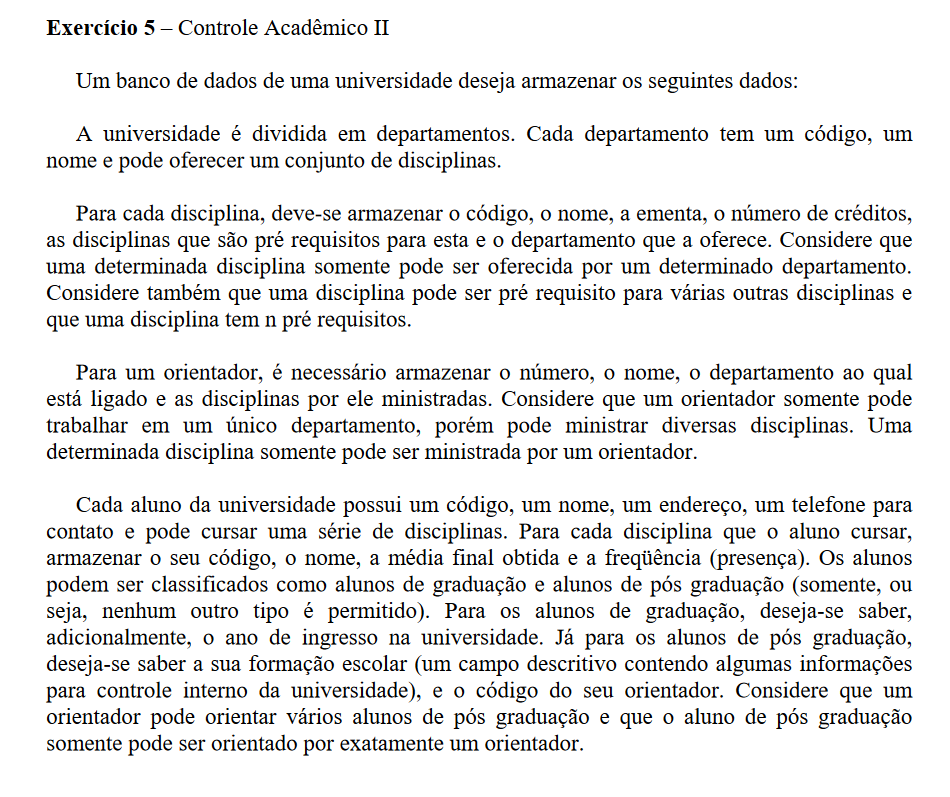 Exercício 5 – Controle Acadêmico II
Um banco de dados de uma universidade deseja armazenar os seguintes dados:
A universidade é dividida em departamentos. Cada departamento tem um código, um
nome e pode oferecer um conjunto de disciplinas.
Para cada disciplina, deve-se armazenar o código, o nome, a ementa, o número de créditos,
as disciplinas que são pré requisitos para esta e o departamento que a oferece. Considere que
uma determinada disciplina somente pode ser oferecida por um determinado departamento.
Considere também que uma disciplina pode ser pré requisito para várias outras disciplinas e
que uma disciplina tem n pré requisitos.
Para um orientador, é necessário armazenar o número, o nome, o departamento ao qual
está ligado e as disciplinas por ele ministradas. Considere que um orientador somente pode
trabalhar em um único departamento, porém pode ministrar diversas disciplinas. Uma
determinada disciplina somente pode ser ministrada por um orientador.
Cada aluno da universidade possui um código, um nome, um endereço, um telefone para
contato e pode cursar uma série de disciplinas. Para cada disciplina que o aluno cursar,
armazenar o seu código, o nome, a média final obtida e a freqüência (presença). Os alunos
podem ser classificados como alunos de graduação e alunos de pós graduação (somente, ou
seja, nenhum outro tipo é permitido). Para os alunos de graduação, deseja-se saber,
adicionalmente, o ano de ingresso na universidade. Já para os alunos de pós graduação,
deseja-se saber a sua formação escolar (um campo descritivo contendo algumas informações
para controle interno da universidade), e o código do seu orientador. Considere que um
orientador pode orientar vários alunos de pós graduação e que o aluno de pós graduação
somente pode ser orientado por exatamente um orientador.